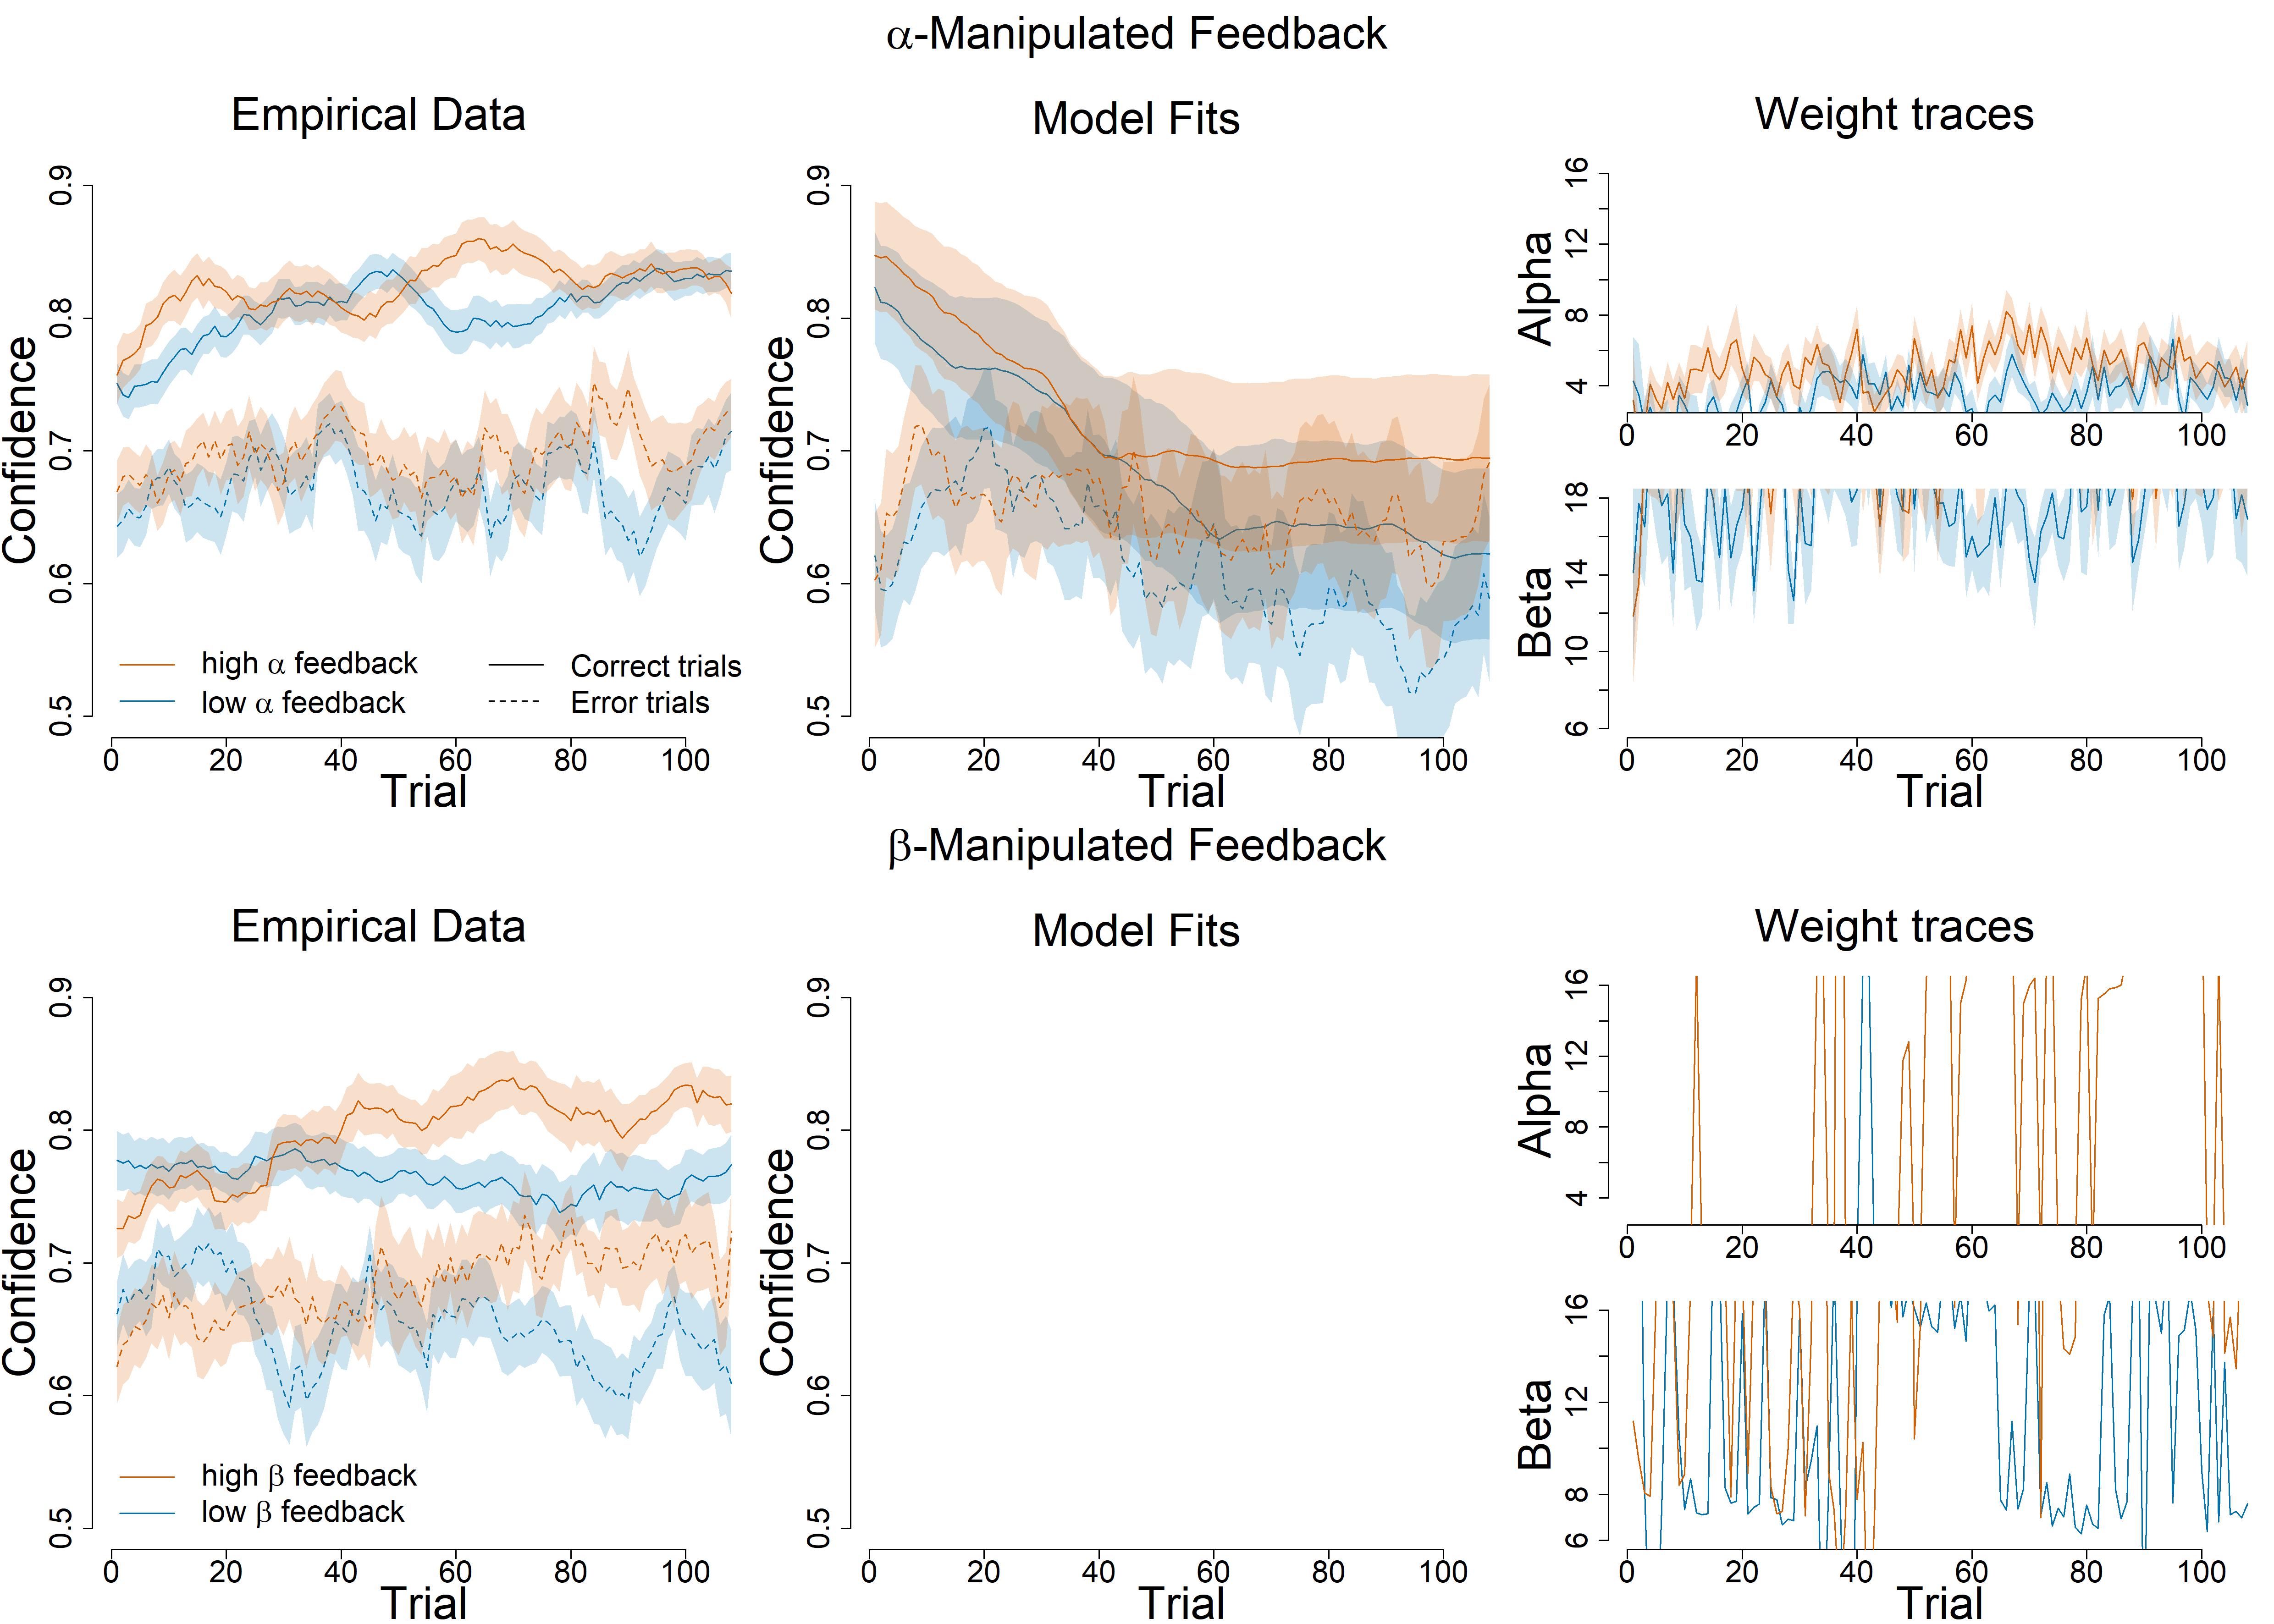 α-Manipulated Feedback
Empirical Data
Model Fits
Weight traces
Confidence
0.5 0.6 0.7 0.8 0.9
high α feedback
low α feedback
Correct trials
Error trials
0 20 40 60 80 100
Trial
Confidence
0.5 0.6 0.7 0.8 0.9
0 20 40 60 80 100
Trial
Alpha
4 8 12 16
0 20 40 60 80 100
Beta
6 10 14 18
0 20 40 60 80 100
Trial
β-Manipulated Feedback
Empirical Data
Model Fits
Weight traces
Confidence
0.5 0.6 0.7 0.8 0.9
high β feedback
low β feedback
0 20 40 60 80 100
Trial
Confidence
0.5 0.6 0.7 0.8 0.9
0 20 40 60 80 100
Trial
Alpha
4 8 12 16
0 20 40 60 80 100
Beta
6 8 12 16
0 20 40 60 80 100
Trial